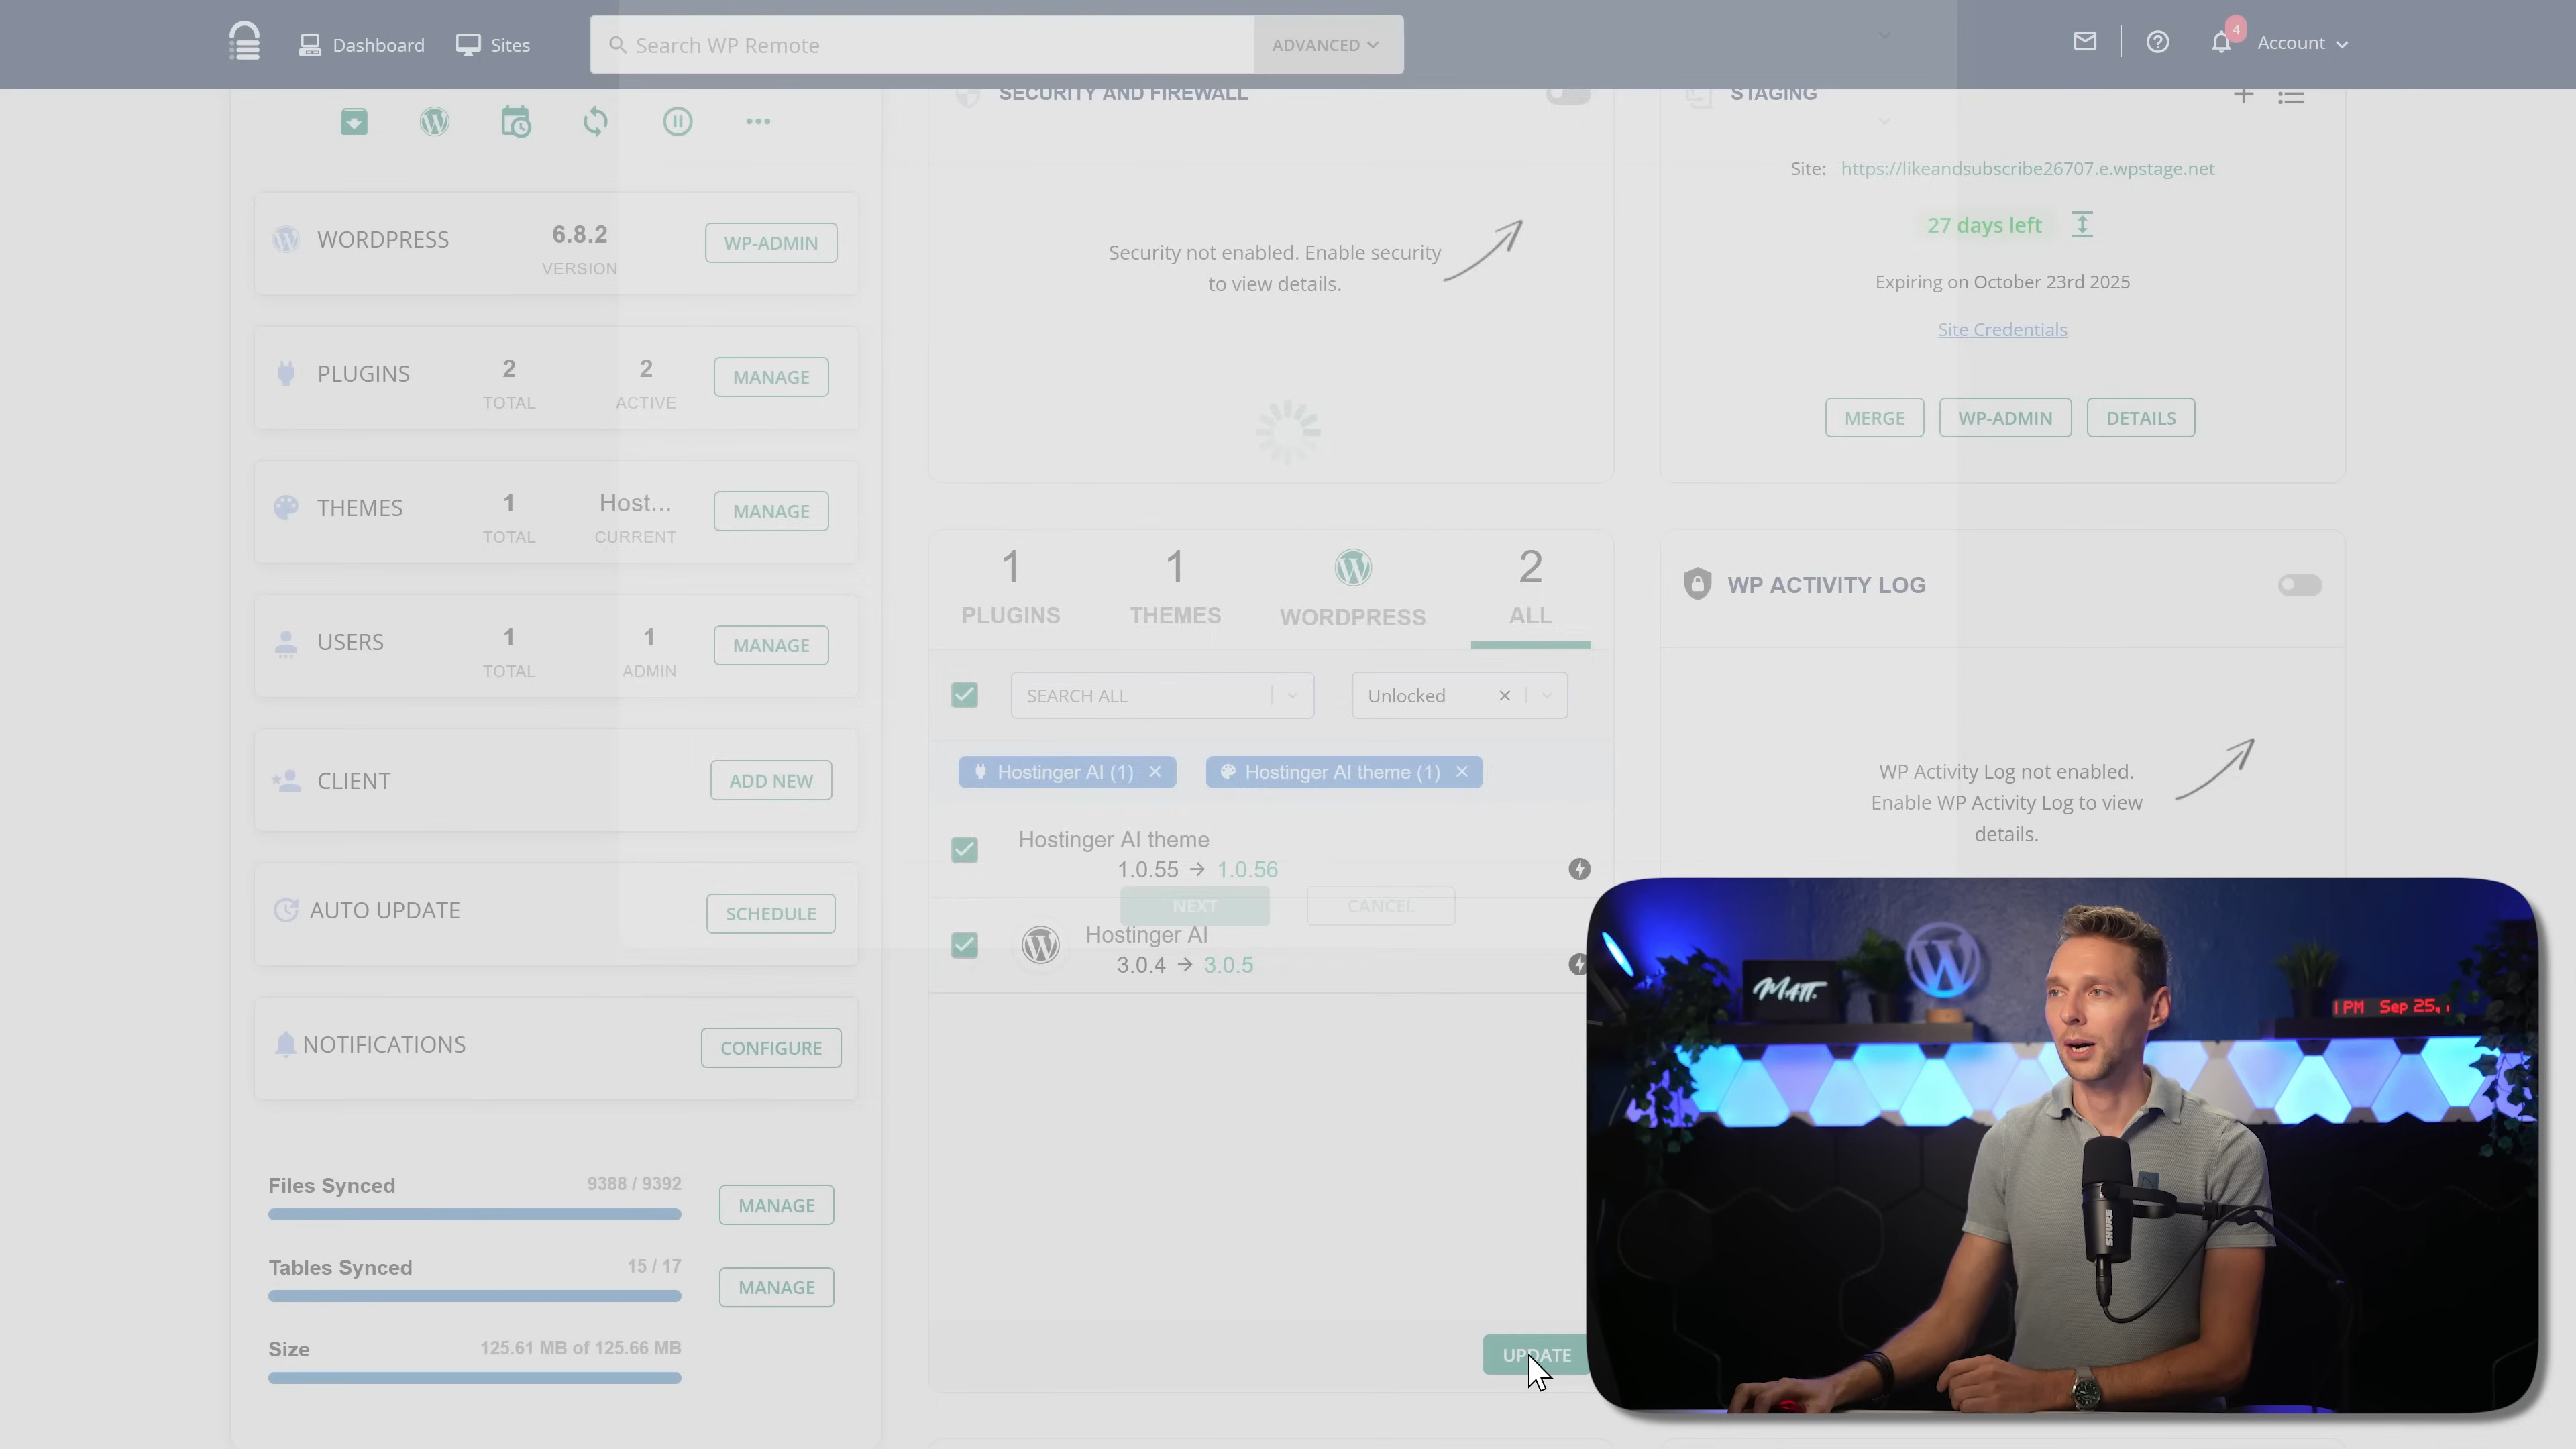 Dashboard
Sites
Search WP Remote
ADVANCED
4
Account
WORDPRESS
6.8.2
VERSION
WP-ADMIN
PLUGINS
2
TOTAL
2
ACTIVE
MANAGE
THEMES
1
TOTAL
Host...
CURRENT
MANAGE
USERS
1
TOTAL
1
ADMIN
MANAGE
CLIENT
ADD NEW
AUTO UPDATE
SCHEDULE
NOTIFICATIONS
CONFIGURE
Files Synced
9388 / 9392
MANAGE
Tables Synced
15 / 17
MANAGE
Size
125.61 MB of 125.66 MB
SECURITY AND FIREWALL
Security not enabled. Enable security
to view details.
1
PLUGINS
1
THEMES
WORDPRESS
2
ALL
SEARCH ALL
Unlocked
Hostinger AI (1)
Hostinger AI theme (1)
Hostinger AI theme
1.0.55 → 1.0.56
NEXT
CANCEL
Hostinger AI
3.0.4 → 3.0.5
UPDATE
STAGING
Site: https://likeandsubscribe26707.e.wpstage.net
27 days left
Expiring on October 23rd 2025
Site Credentials
MERGE
WP-ADMIN
DETAILS
WP ACTIVITY LOG
WP Activity Log not enabled.
Enable WP Activity Log to view
details.
MATT.
PM Sep 25,
SHURE